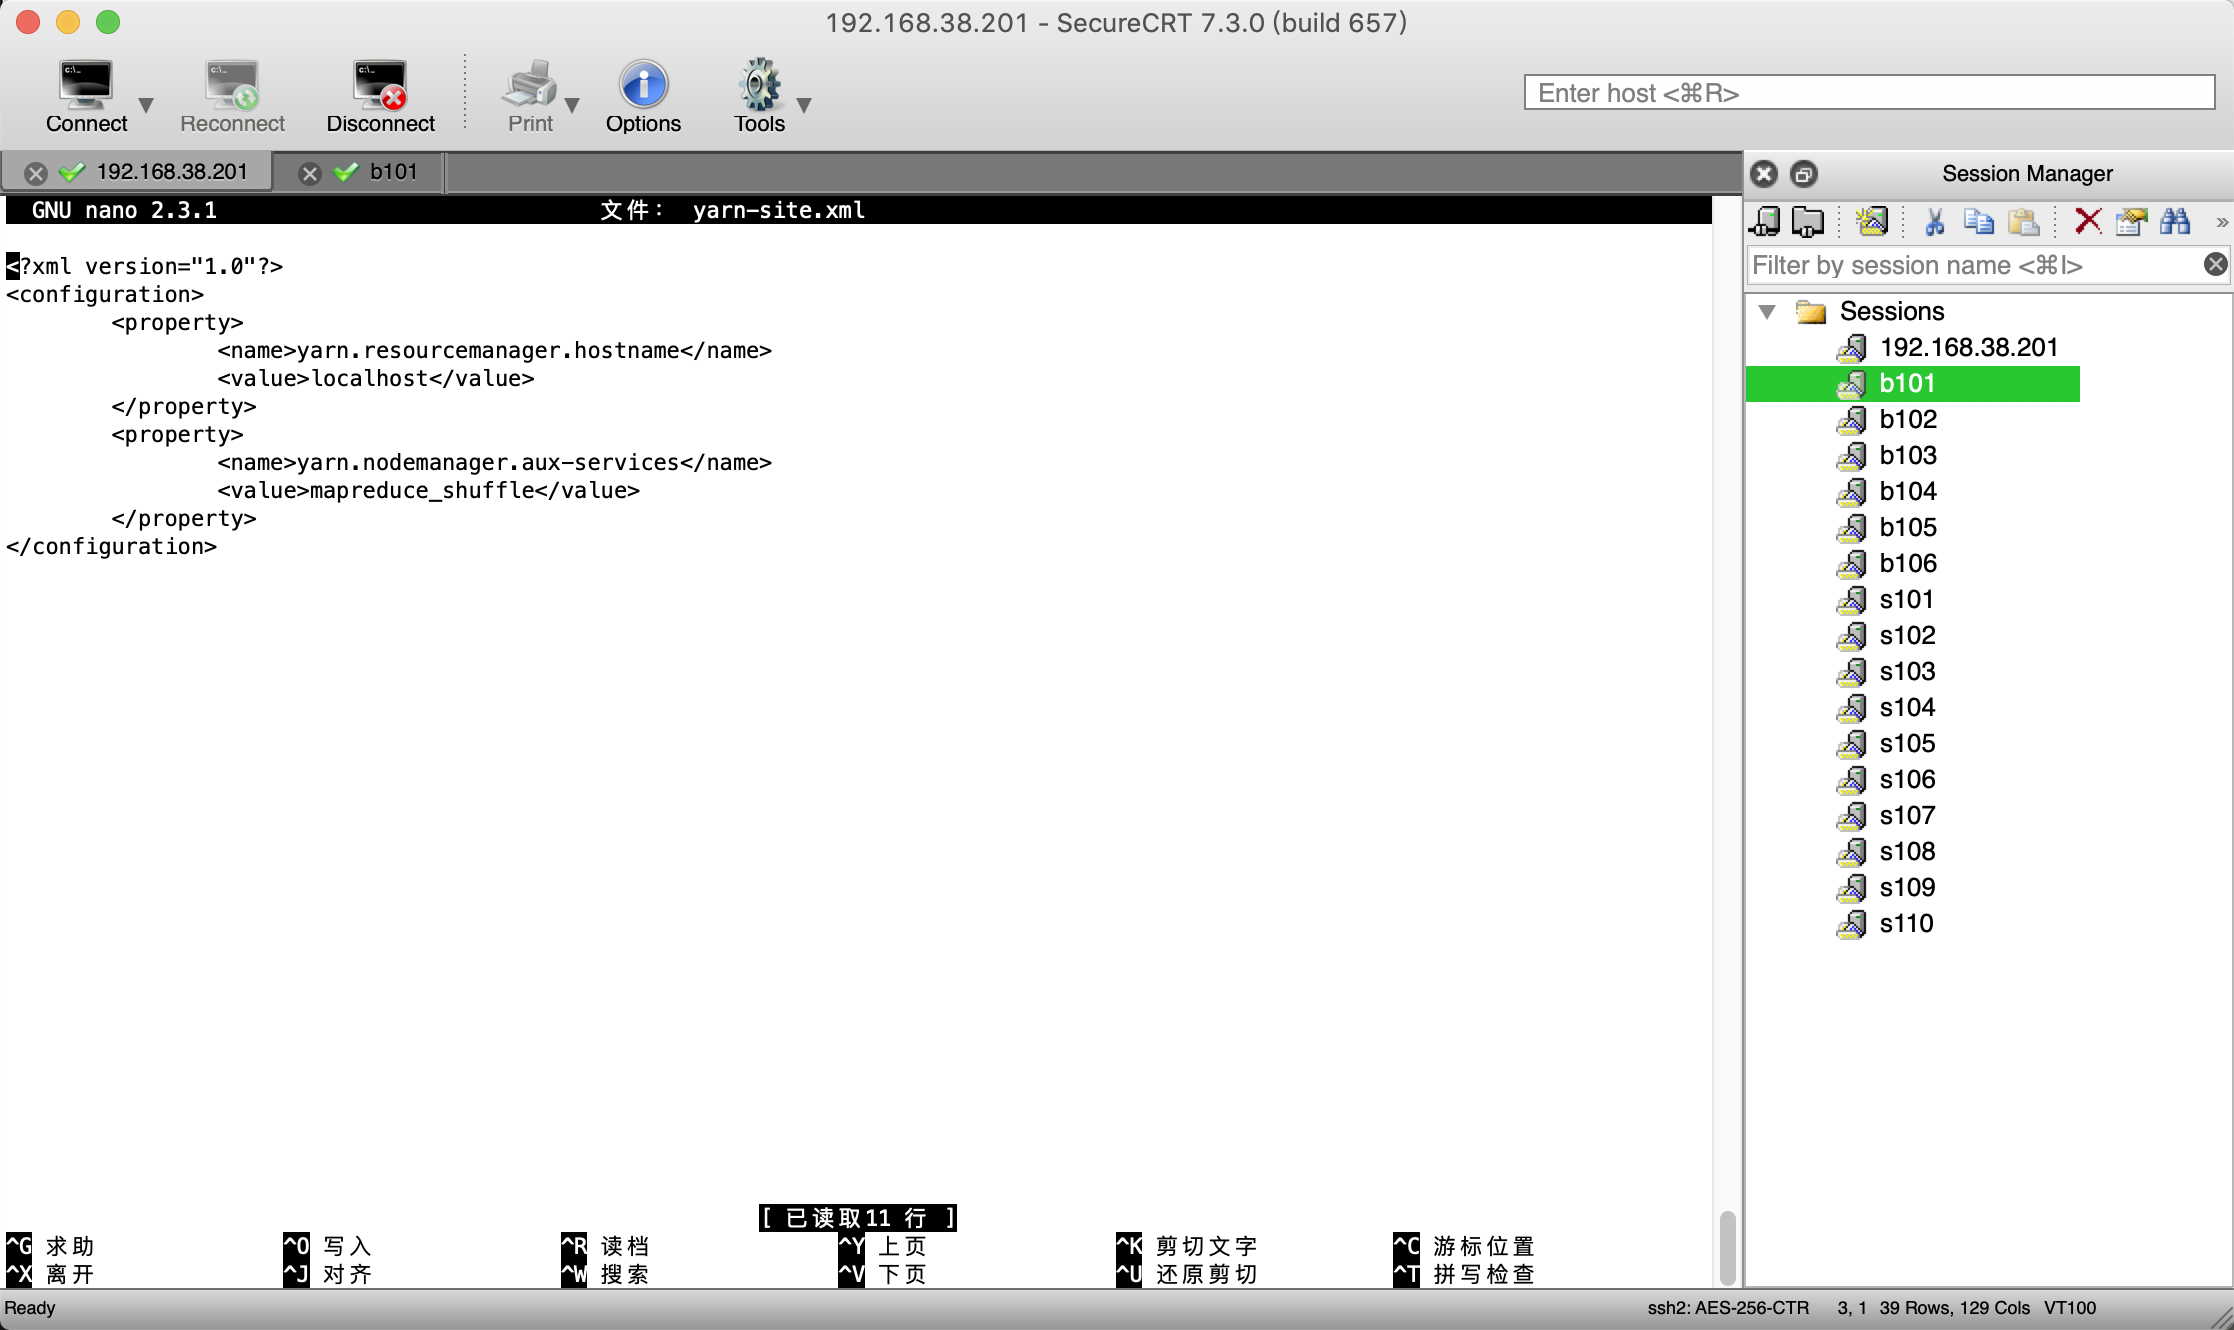 192.168.38.201 - SecureCRT 7.3.0 (build 657)
Connect
Reconnect
Disconnect
Print
Options
Tools
Enter host <⌘R>
192.168.38.201
b101
Session Manager
GNU nano 2.3.1 文件: yarn-site.xml
<?xml version="1.0"?>
<configuration>
<property>
<name>yarn.resourcemanager.hostname</name>
<value>localhost</value>
</property>
<property>
<name>yarn.nodemanager.aux-services</name>
<value>mapreduce_shuffle</value>
</property>
</configuration>
[ 已读取11 行 ]
^G 求助 ^O 写入 ^R 读档 ^Y 上页 ^K 剪切文字 ^C 游标位置
^X 离开 ^J 对齐 ^W 搜索 ^V 下页 ^U 还原剪切 ^T 拼写检查
Filter by session name <⌘I>
Sessions
192.168.38.201
b101
b102
b103
b104
b105
b106
s101
s102
s103
s104
s105
s106
s107
s108
s109
s110
Ready
ssh2: AES-256-CTR 3, 1 39 Rows, 129 Cols VT100